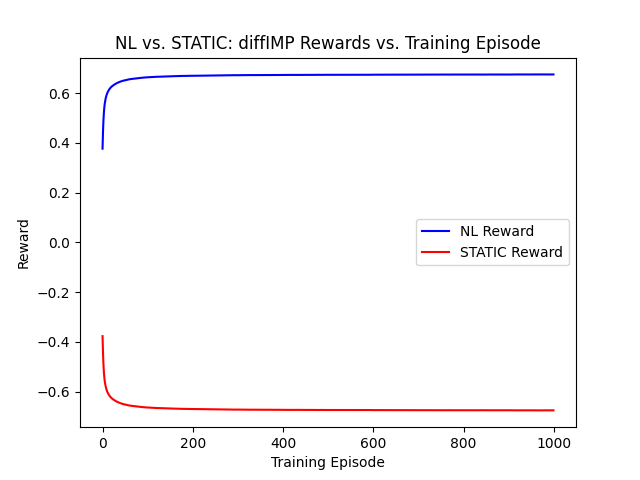 NL vs. STATIC: diffIMP Rewards vs. Training Episode
0.6
0.4
0.2
0.0
−0.2
−0.4
−0.6
Reward
NL Reward
STATIC Reward
0 200 400 600 800 1000
Training Episode